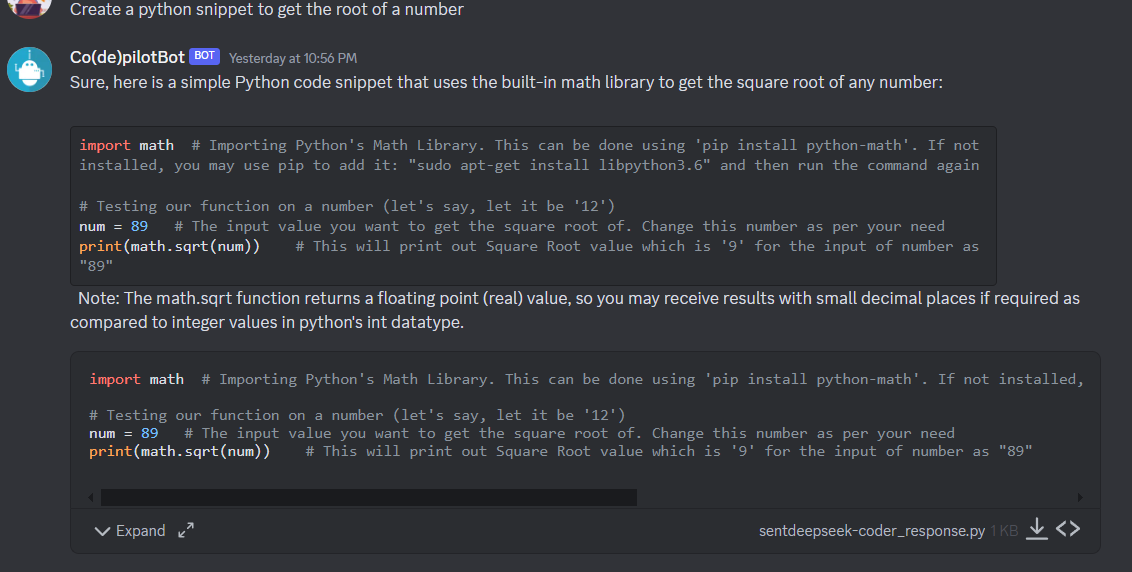 Create a python snippet to get the root of a number
Co(de)pilotBot BOT Yesterday at 10:56 PM
Sure, here is a simple Python code snippet that uses the built-in math library to get the square root of any number:
import math  # Importing Python's Math Library. This can be done using 'pip install python-math'. If not
installed, you may use pip to add it: "sudo apt-get install libpython3.6" and then run the command again
# Testing our function on a number (let's say, let it be '12')
num = 89   # The input value you want to get the square root of. Change this number as per your need
print(math.sqrt(num))    # This will print out Square Root value which is '9' for the input of number as
"89"
Note: The math.sqrt function returns a floating point (real) value, so you may receive results with small decimal places if required as
compared to integer values in python's int datatype.
import math  # Importing Python's Math Library. This can be done using 'pip install python-math'. If not installed,
# Testing our function on a number (let's say, let it be '12')
num = 89   # The input value you want to get the square root of. Change this number as per your need
print(math.sqrt(num))    # This will print out Square Root value which is '9' for the input of number as "89"
Expand sentdeepseek-coder_response.py 1 KB